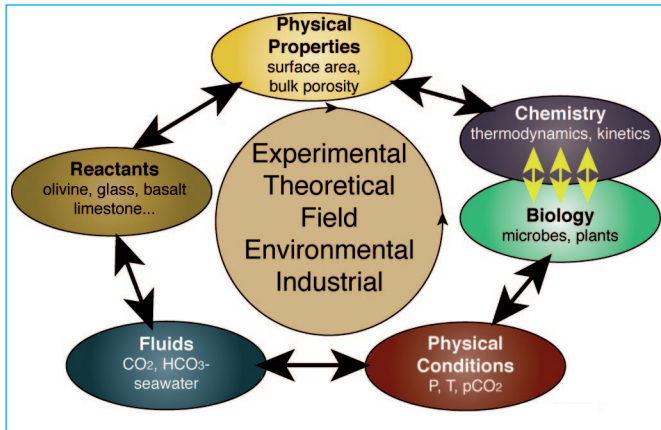 Physical
Properties
surface area,
bulk porosity
Chemistry
thermodynamics, kinetics
Biology
microbes, plants
Physical
Conditions
P, T, pCO2
Fluids
CO2, HCO3-
seawater
Reactants
olivine, glass, basalt
limestone...
Experimental
Theoretical
Field
Environmental
Industrial